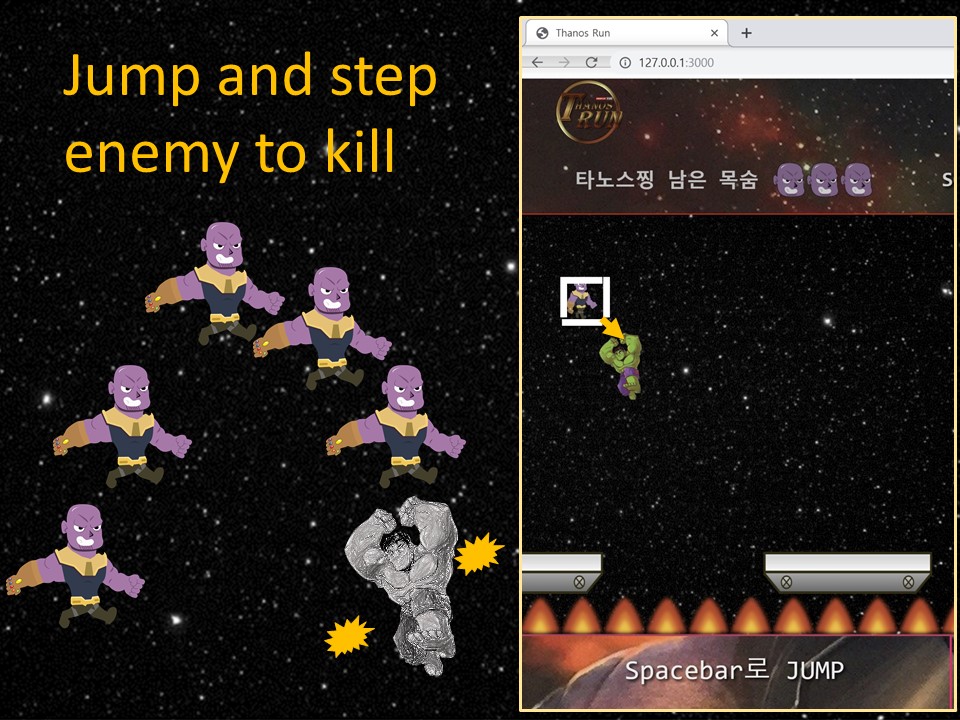 Jump and step
enemy to kill
Thanos Run
127.0.0.1:3000
THANOS
RUN
타노스찡 남은 목숨
S
Spacebar로 JUMP